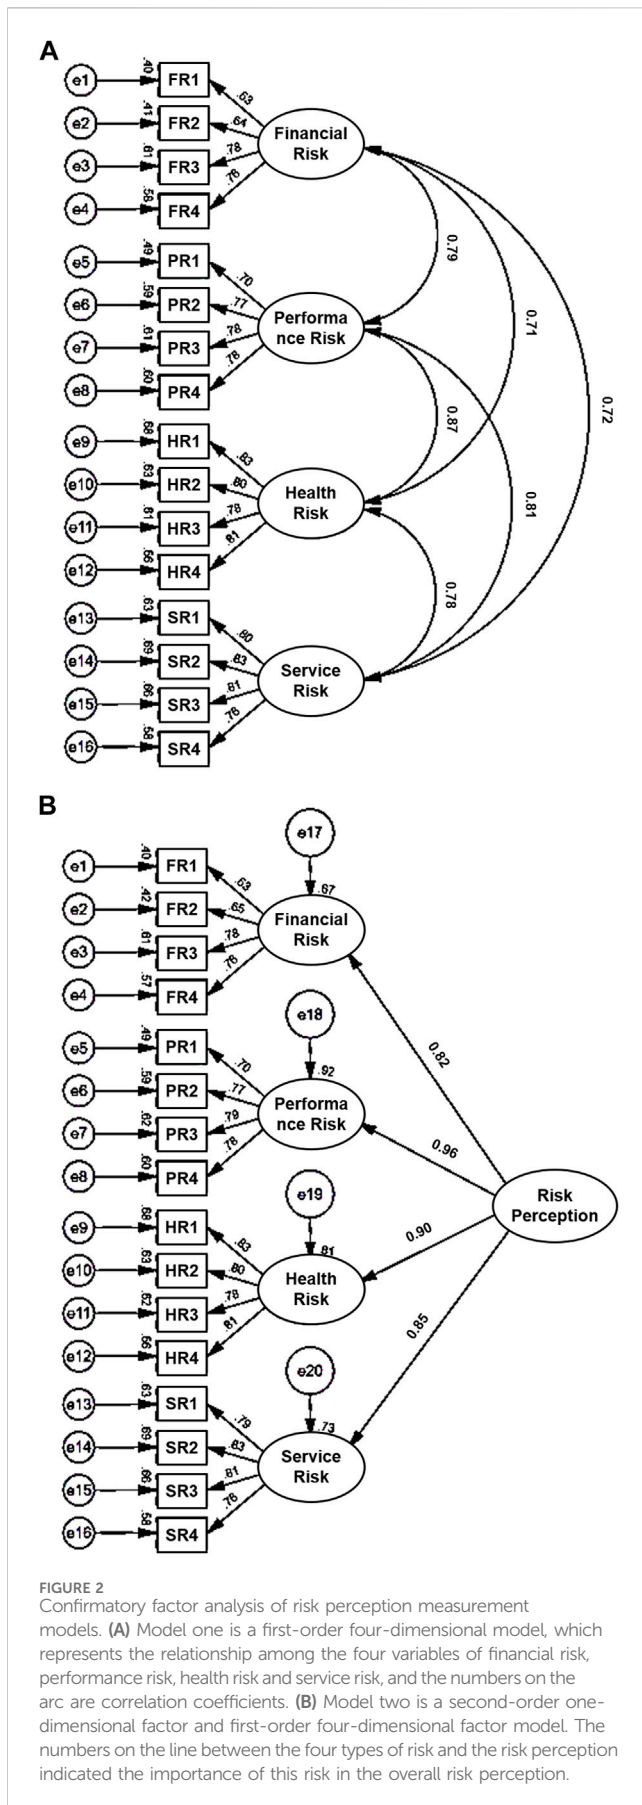 A
e1 .40 FR1 .63
e2 .41 FR2 .64
e3 .61 FR3 .78
e4 .58 FR4 .76
Financial
Risk
0.79
e5 .49 PR1 .70
e6 .59 PR2 .77
e7 .61 PR3 .78
e8 .60 PR4 .78
Performa
nce Risk
0.71
0.72
0.87
e9 .68 HR1 .83
e10 .63 HR2 .80
e11 .61 HR3 .78
e12 .66 HR4 .81
Health
Risk
0.81
0.78
e13 .63 SR1 .80
e14 .69 SR2 .83
e15 .66 SR3 .81
e16 .58 SR4 .76
Service
Risk
B
e17
.67
e1 .40 FR1 .63
e2 .42 FR2 .65
e3 .61 FR3 .78
e4 .57 FR4 .76
Financial
Risk
0.82
e18
.92
e5 .49 PR1 .70
e6 .59 PR2 .77
e7 .62 PR3 .79
e8 .60 PR4 .78
Performa
nce Risk
0.96
Risk
Perception
e19
.81
e9 .68 HR1 .83
e10 .63 HR2 .80
e11 .62 HR3 .78
e12 .66 HR4 .81
Health
Risk
0.90
0.85
e20
.73
e13 .63 SR1 .79
e14 .69 SR2 .83
e15 .66 SR3 .81
e16 .58 SR4 .76
Service
Risk
FIGURE 2
Confirmatory factor analysis of risk perception measurement
models. (A) Model one is a first-order four-dimensional model, which
represents the relationship among the four variables of financial risk,
performance risk, health risk and service risk, and the numbers on the
arc are correlation coefficients. (B) Model two is a second-order one-
dimensional factor and first-order four-dimensional factor model. The
numbers on the line between the four types of risk and the risk perception
indicated the importance of this risk in the overall risk perception.